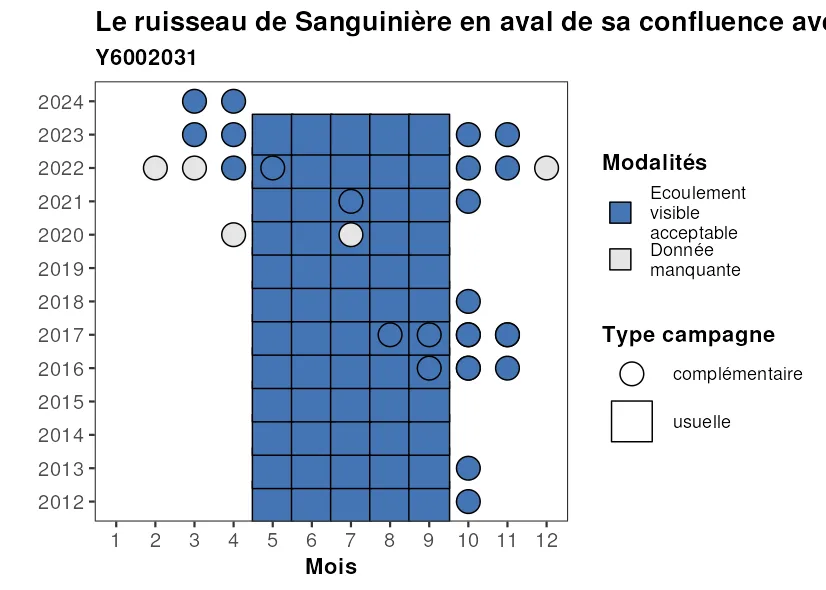 Le ruisseau de Sanguinière en aval de sa confluence
Y6002031
2024
2023
2022
2021
2020
2019
2018
2017
2016
2015
2014
2013
2012
1 2 3 4 5 6 7 8 9 10 11 12
Mois
Modalités
Ecoulement
visible
acceptable
Donnée
manquante
Type campagne
complémentaire
usuelle